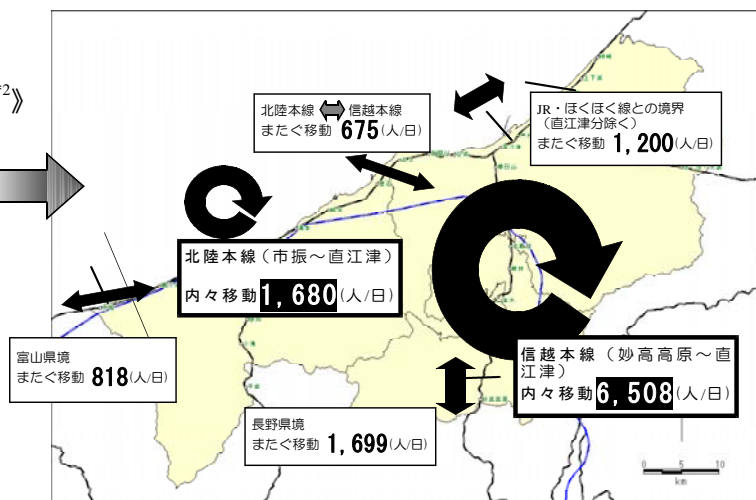 *2》
北陸本線 信越本線
またぐ移動 675(人/日)
JR・ほくほく線との境界
(直江津分除く)
またぐ移動 1,200(人/日)
北陸本線(市振～直江津)
内々移動1,680(人/日)
富山県境
またぐ移動 818(人/日)
信越本線(妙高高原～直
江津)
内々移動6,508(人/日)
長野県境
またぐ移動 1,699(人/日)
0 5 10
km